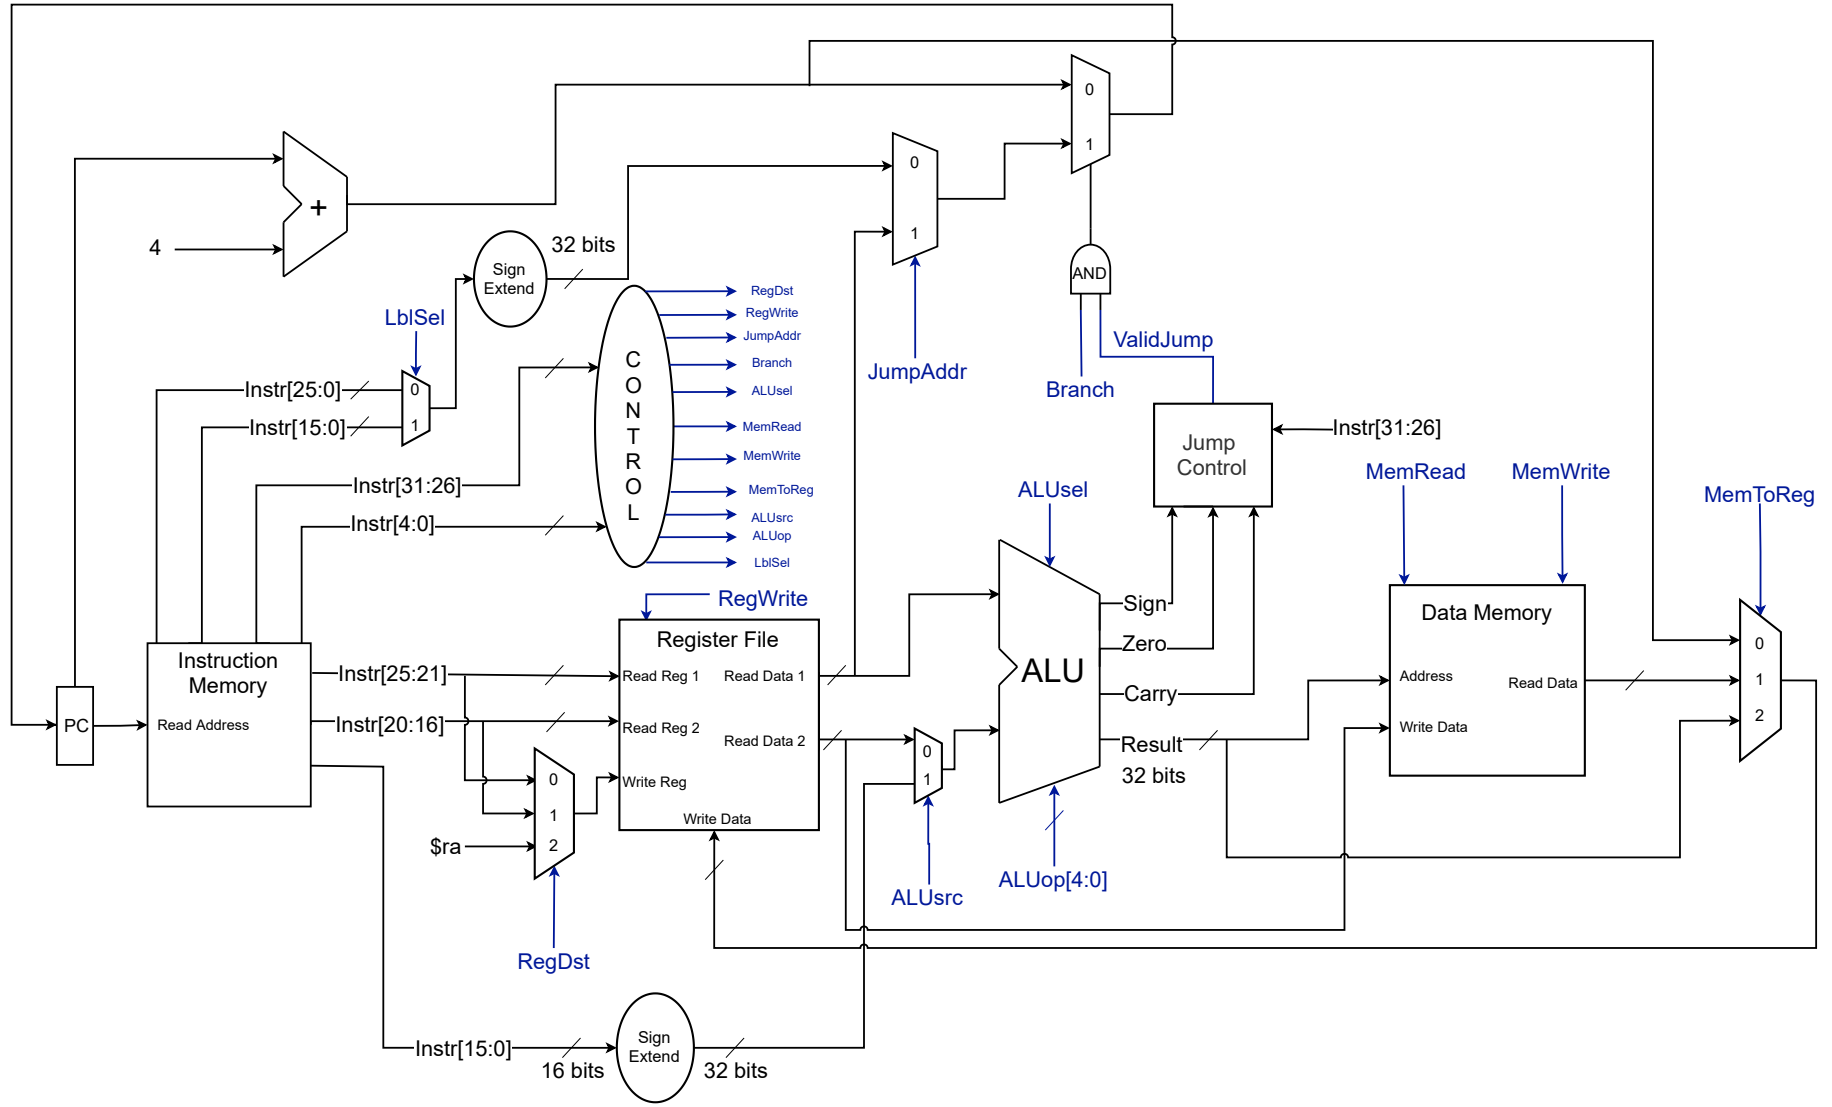 0
1
0
1
+
4
32 bits
Sign
Extend
AND
RegDst
RegWrite
JumpAddr
Branch
ALUsel
MemRead
MemWrite
MemToReg
ALUsrc
ALUop
LblSel
C
O
N
T
R
O
L
LblSel
ValidJump
JumpAddr
Branch
Instr[25:0]
0
Instr[15:0]
1
Instr[31:26]
Instr[4:0]
Jump
Control
Instr[31:26]
MemRead
MemWrite
MemToReg
ALUsel
RegWrite
Sign
Zero
Carry
Result
32 bits
ALU
Data Memory
Address
Read Data
Write Data
0
1
2
Instruction
Memory
Read Address
PC
Instr[25:21]
Instr[20:16]
Register File
Read Reg 1
Read Data 1
Read Reg 2
Read Data 2
Write Reg
Write Data
0
1
0
1
2
$ra
ALUsrc
ALUop[4:0]
RegDst
Instr[15:0]
16 bits
Sign
Extend
32 bits